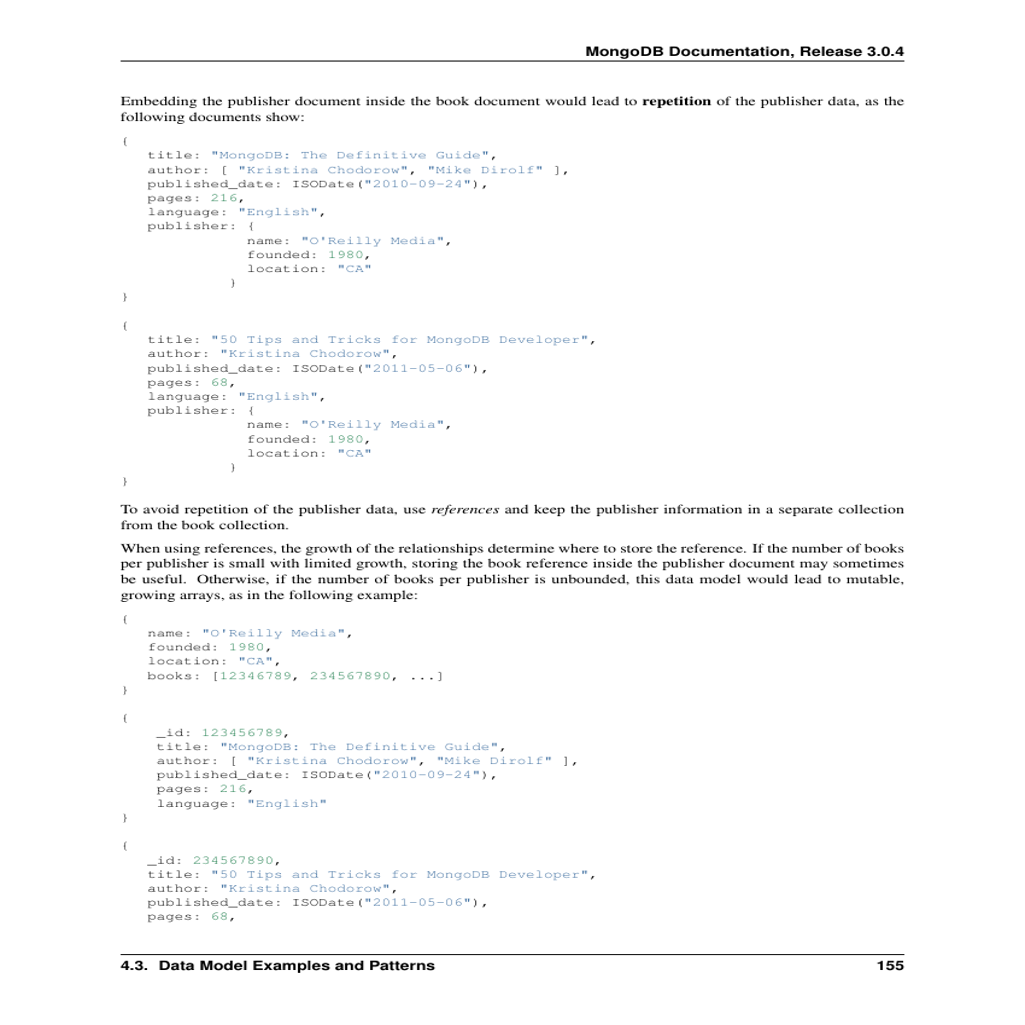 MongoDB Documentation, Release 3.0.4
Embedding the publisher document inside the book document would lead to repetition of the publisher data, as the
following documents show:
{
   title: "MongoDB: The Definitive Guide",
   author: [ "Kristina Chodorow", "Mike Dirolf" ],
   published_date: ISODate("2010-09-24"),
   pages: 216,
   language: "English",
   publisher: {
              name: "O'Reilly Media",
              founded: 1980,
              location: "CA"
            }
}
{
   title: "50 Tips and Tricks for MongoDB Developer",
   author: "Kristina Chodorow",
   published_date: ISODate("2011-05-06"),
   pages: 68,
   language: "English",
   publisher: {
              name: "O'Reilly Media",
              founded: 1980,
              location: "CA"
            }
}
To avoid repetition of the publisher data, use references and keep the publisher information in a separate collection
from the book collection.
When using references, the growth of the relationships determine where to store the reference. If the number of books
per publisher is small with limited growth, storing the book reference inside the publisher document may sometimes
be useful. Otherwise, if the number of books per publisher is unbounded, this data model would lead to mutable,
growing arrays, as in the following example:
{
   name: "O'Reilly Media",
   founded: 1980,
   location: "CA",
   books: [12346789, 234567890, ...]
}
{
    _id: 123456789,
    title: "MongoDB: The Definitive Guide",
    author: [ "Kristina Chodorow", "Mike Dirolf" ],
    published_date: ISODate("2010-09-24"),
    pages: 216,
    language: "English"
}
{
   _id: 234567890,
   title: "50 Tips and Tricks for MongoDB Developer",
   author: "Kristina Chodorow",
   published_date: ISODate("2011-05-06"),
   pages: 68,
4.3. Data Model Examples and Patterns 155